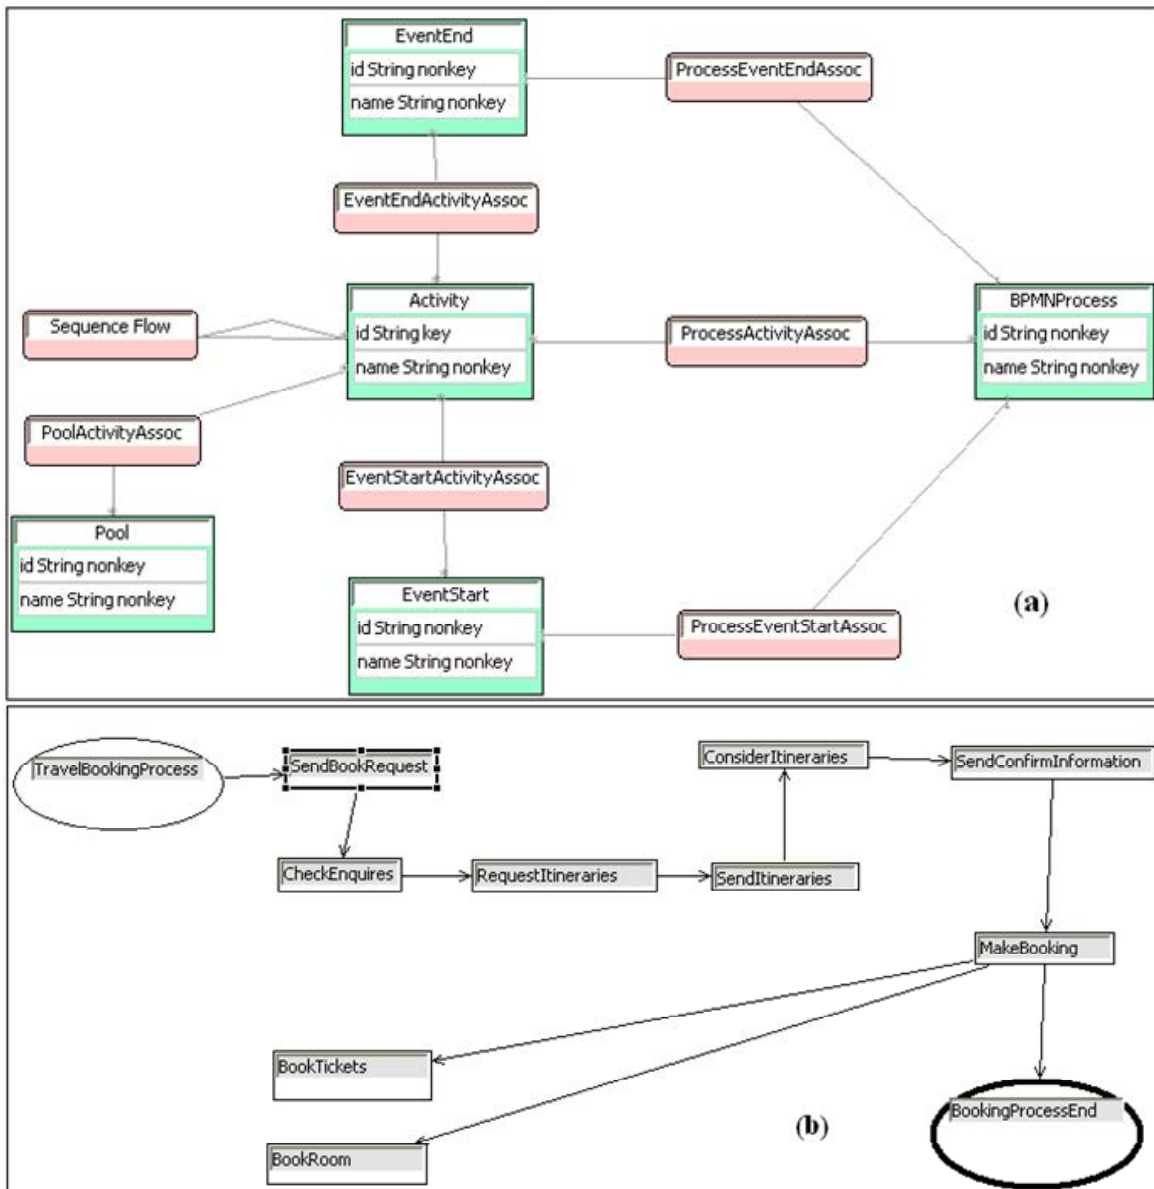 EventEnd
id String nonkey
name String nonkey
ProcessEventEndAssoc
EventEndActivityAssoc
Activity
id String key
name String nonkey
Sequence Flow
ProcessActivityAssoc
BPMNProcess
id String nonkey
name String nonkey
PoolActivityAssoc
EventStartActivityAssoc
Pool
id String nonkey
name String nonkey
EventStart
id String nonkey
name String nonkey
ProcessEventStartAssoc
(a)
TravelBookingProcess
SendBookRequest
ConsiderItineraries
SendConfirmInformation
CheckEnquires
RequestItineraries
SendItineraries
MakeBooking
BookTickets
BookingProcessEnd
BookRoom
(b)